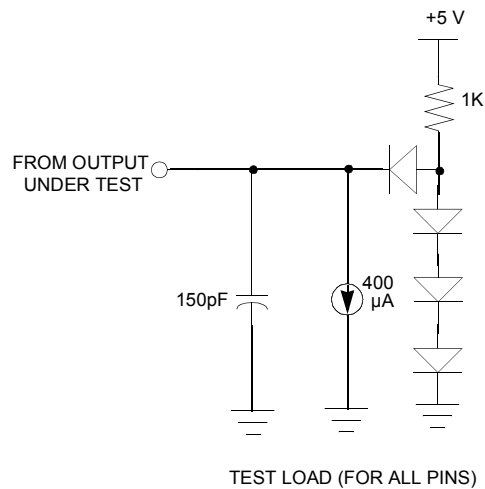 +5 V
1K
FROM OUTPUT
UNDER TEST
150pF
400
µA
TEST LOAD (FOR ALL PINS)